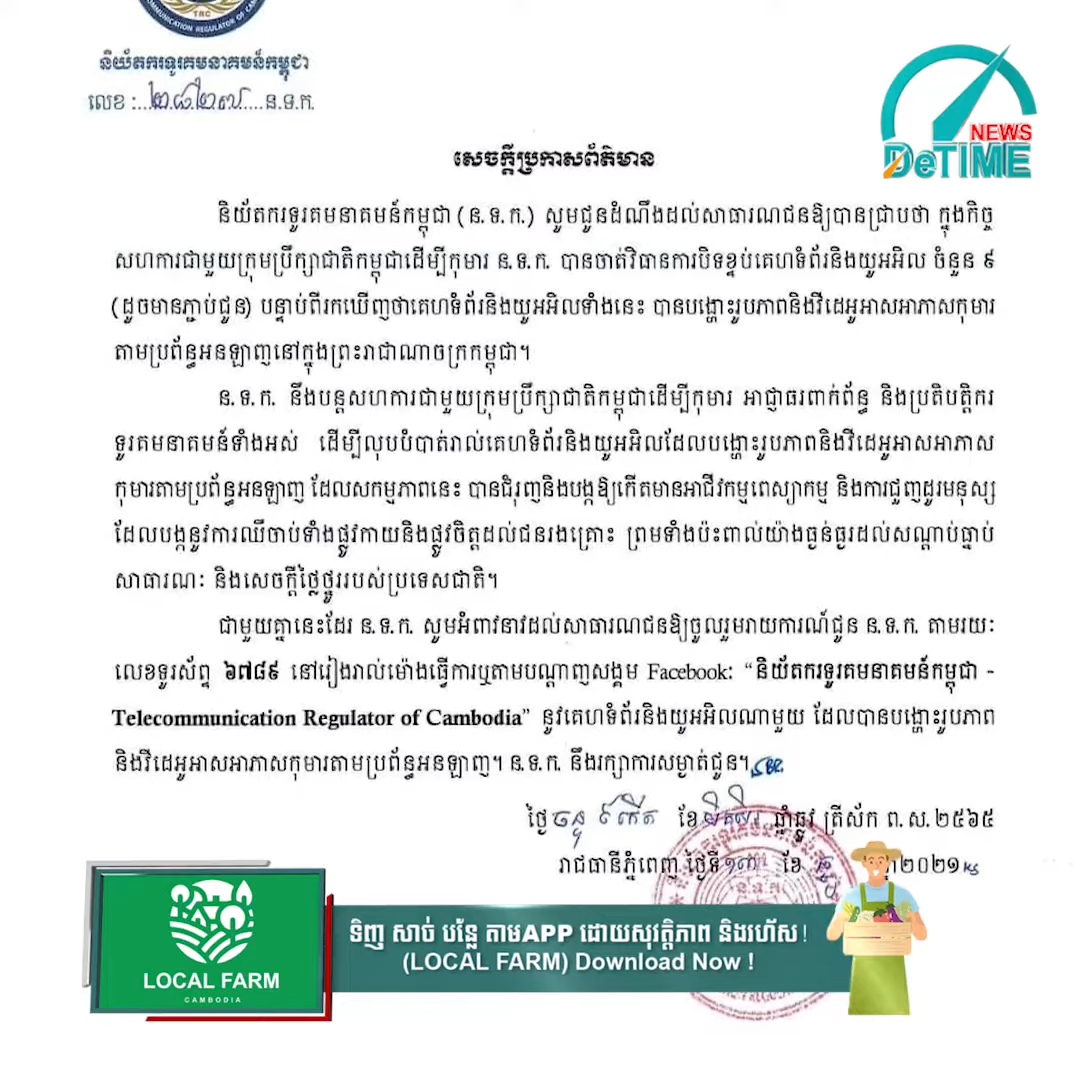 TRC
COMMUNICATION REGULATOR OF CAM
និយ័តករទូរគមនាគមន៍កម្ពុជា
លេខ : ន.ទ.ក.
NEWS
DeTIME
សេចក្តីប្រកាសព័ត៌មាន
និយ័តករទូរគមនាគមន៍កម្ពុជា (ន.ទ.ក.) សូមជូនដំណឹងដល់សាធារណជនឱ្យបានជ្រាបថា ក្នុងកិច្ច
សហការជាមួយក្រុមប្រឹក្សាជាតិកម្ពុជាដើម្បីកុមារ ន.ទ.ក. បានចាត់វិធានការបិទខ្ទប់គេហទំព័រនិងយូអអិល ចំនួន ៩
(ដូចមានភ្ជាប់ជូន) បន្ទាប់ពីរកឃើញថាគេហទំព័រនិងយូអអិលទាំងនេះ បានបង្ហោះរូបភាពនិងវីដេអូអាសអាភាសកុមារ
តាមប្រព័ន្ធអនឡាញនៅក្នុងព្រះរាជាណាចក្រកម្ពុជា។
ន.ទ.ក. នឹងបន្តសហការជាមួយក្រុមប្រឹក្សាជាតិកម្ពុជាដើម្បីកុមារ អាជ្ញាធរពាក់ព័ន្ធ និងប្រតិបត្តិករ
ទូរគមនាគមន៍ទាំងអស់ ដើម្បីលុបបំបាត់រាល់គេហទំព័រនិងយូអអិលដែលបង្ហោះរូបភាពនិងវីដេអូអាសអាភាស
កុមារតាមប្រព័ន្ធអនឡាញ ដែលសកម្មភាពនេះ បានជំរុញនិងបង្កឱ្យកើតមានអាជីវកម្មពេស្យាកម្ម និងការជួញដូរមនុស្ស
ដែលបង្កនូវការឈឺចាប់ទាំងផ្លូវកាយនិងផ្លូវចិត្តដល់ជនរងគ្រោះ ព្រមទាំងប៉ះពាល់យ៉ាងធ្ងន់ធ្ងរដល់សណ្តាប់ធ្នាប់
សាធារណៈ និងសេចក្តីថ្លៃថ្នូររបស់ប្រទេសជាតិ។
ជាមួយគ្នានេះដែរ ន.ទ.ក. សូមអំពាវនាវដល់សាធារណជនឱ្យចូលរួមរាយការណ៍ជូន ន.ទ.ក. តាមរយៈ
លេខទូរស័ព្ទ ៦៧៨៩ នៅរៀងរាល់ម៉ោងធ្វើការឬតាមបណ្តាញសង្គម Facebook: “និយ័តករទូរគមនាគមន៍កម្ពុជា -
Telecommunication Regulator of Cambodia” នូវគេហទំព័រនិងយូអអិលណាមួយ ដែលបានបង្ហោះរូបភាព
និងវីដេអូអាសអាភាសកុមារតាមប្រព័ន្ធអនឡាញ។ ន.ទ.ក. នឹងរក្សាការសម្ងាត់ជូន។
ថ្ងៃចន្ទ ៩កើត ខែមិគសិរ ឆ្នាំឆ្លូវ ត្រីស័ក ព.ស.២៥៦៥
រាជធានីភ្នំពេញ ថ្ងៃទី១៣ ខែ ២០២១
ទិញ សាច់ បន្លែ តាមAPP ដោយសុវត្ថិភាព និងរហ័ស!
(LOCAL FARM) Download Now !
LOCAL FARM
CAMBODIA